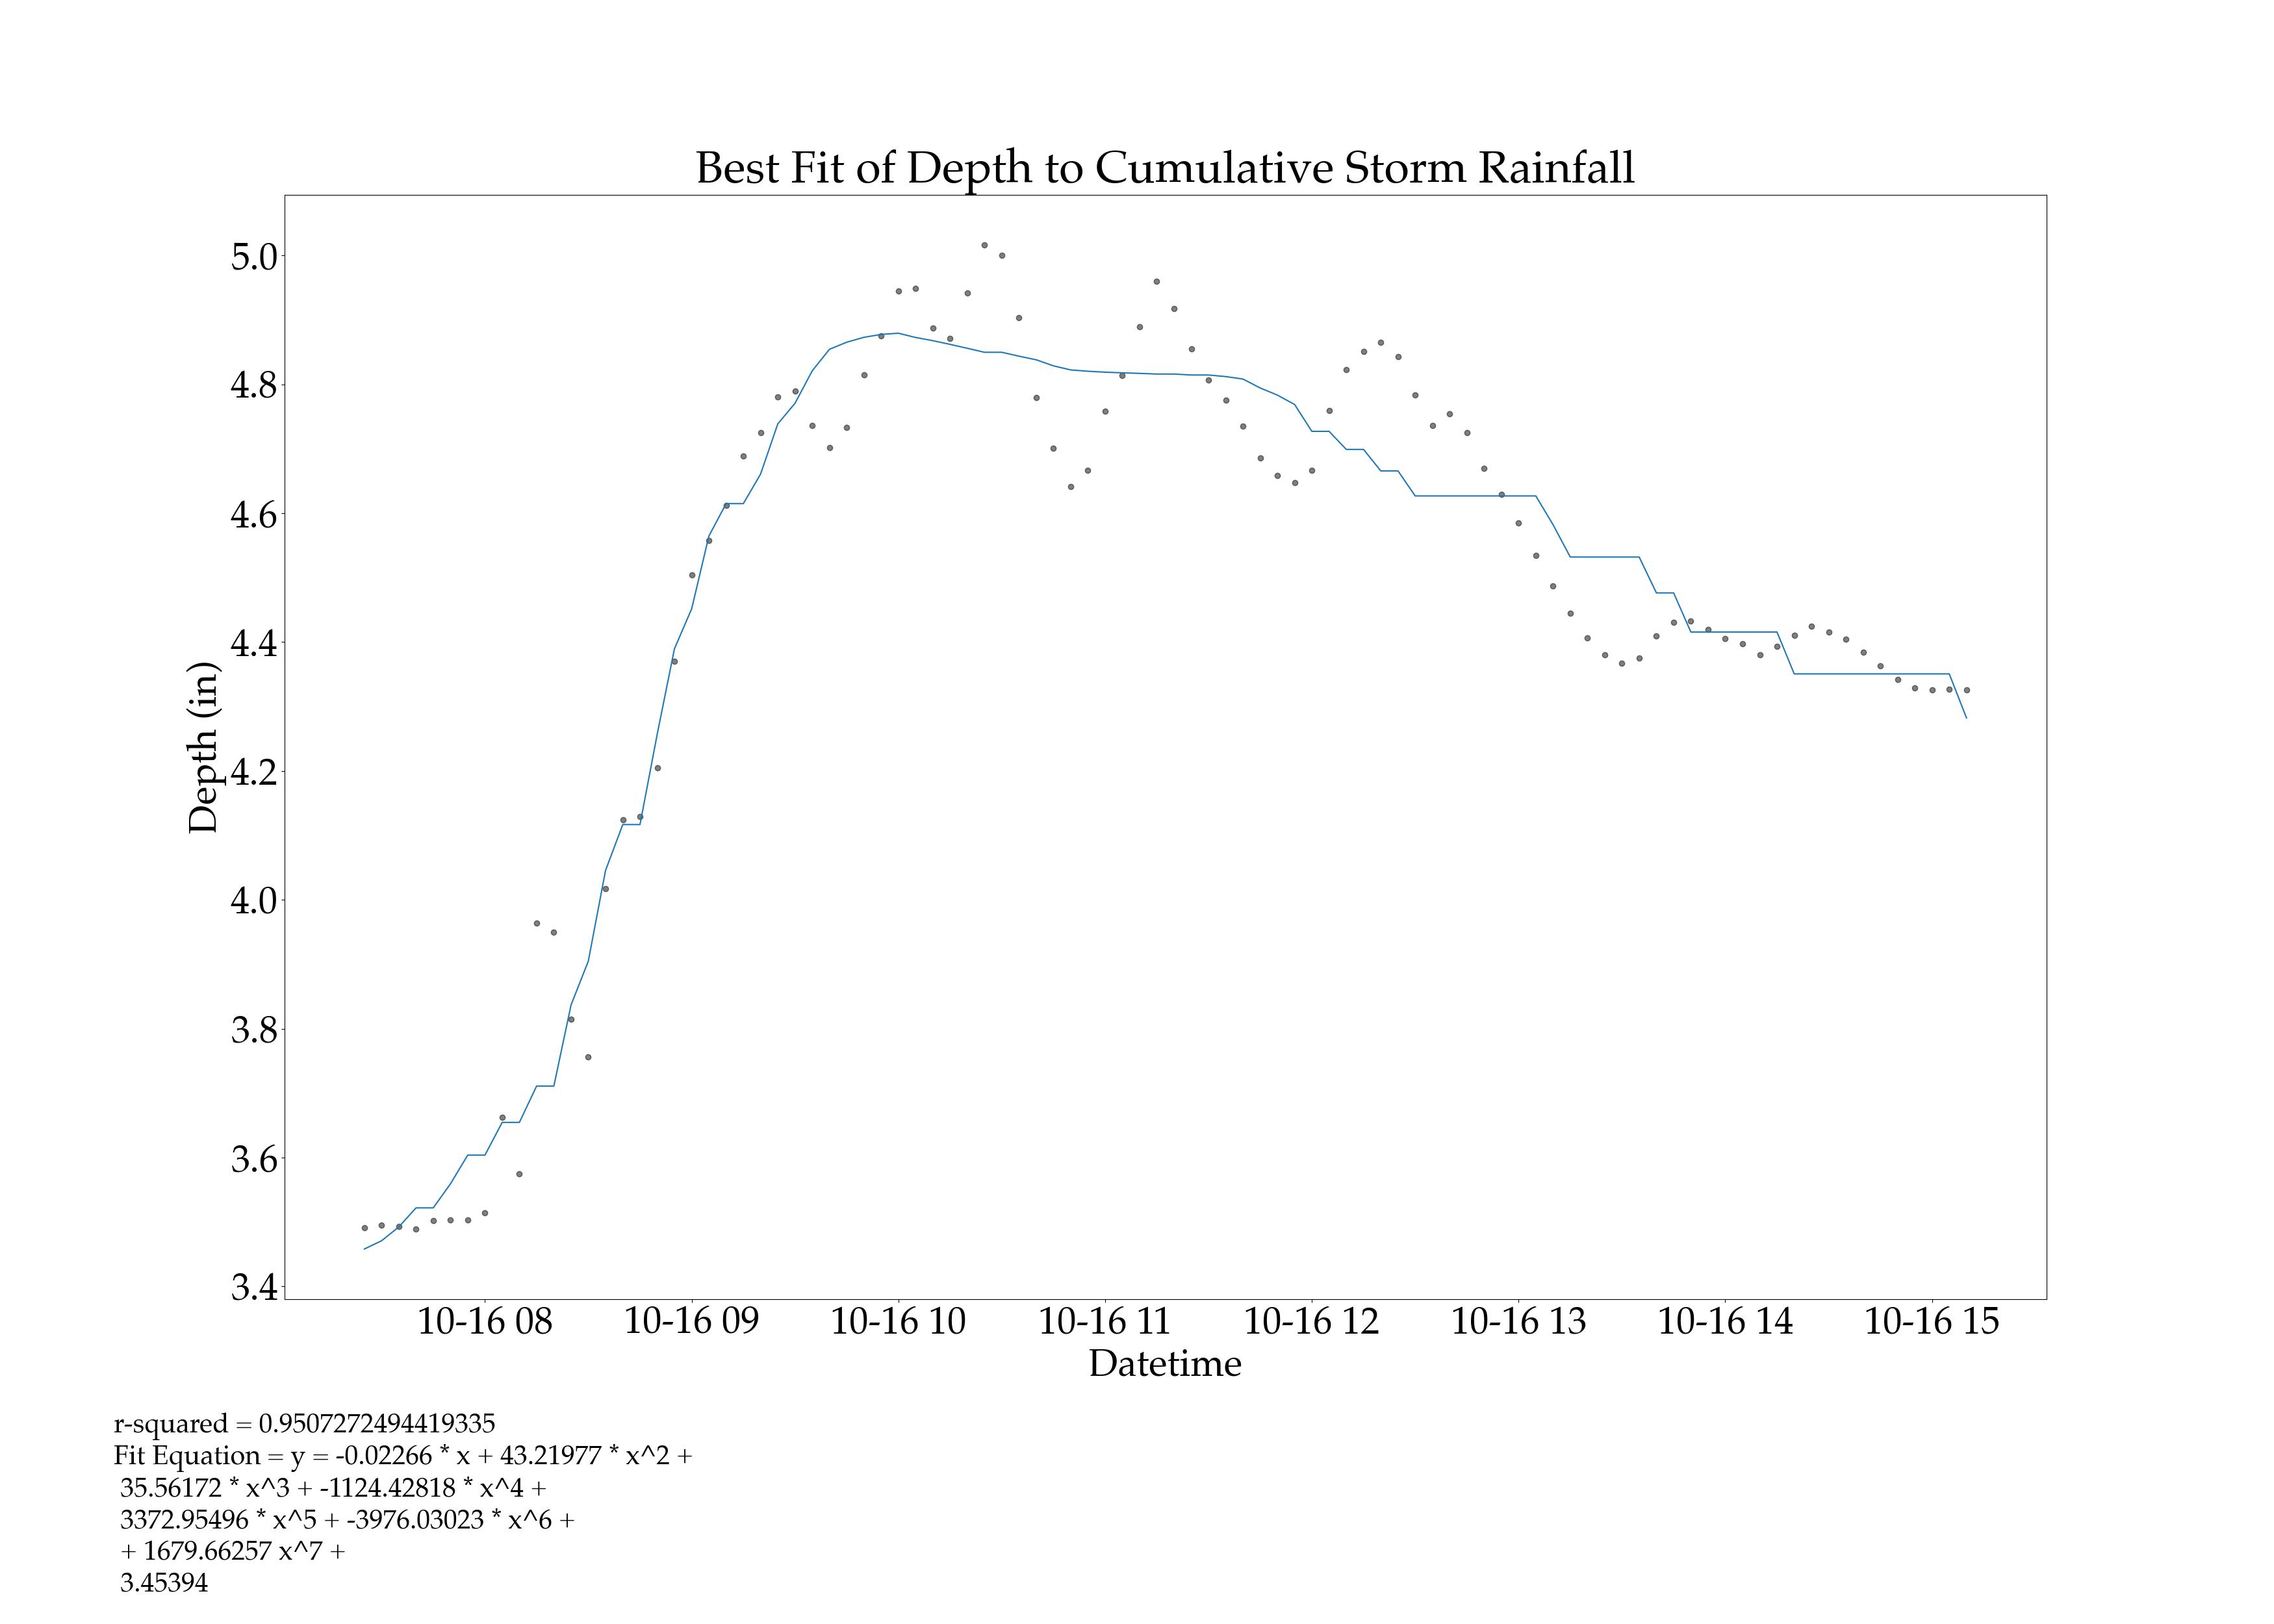 Best Fit of Depth to Cumulative Storm Rainfall
Depth (in)
5.0
4.8
4.6
4.4
4.2
4.0
3.8
3.6
3.4
10-16 08 10-16 09 10-16 10 10-16 11 10-16 12 10-16 13 10-16 14 10-16 15
Datetime
r-squared = 0.9507272494419335
Fit Equation = y = -0.02266 * x + 43.21977 * x^2 +
35.56172 * x^3 + -1124.42818 * x^4 +
3372.95496 * x^5 + -3976.03023 * x^6 +
+ 1679.66257 x^7 +
3.45394